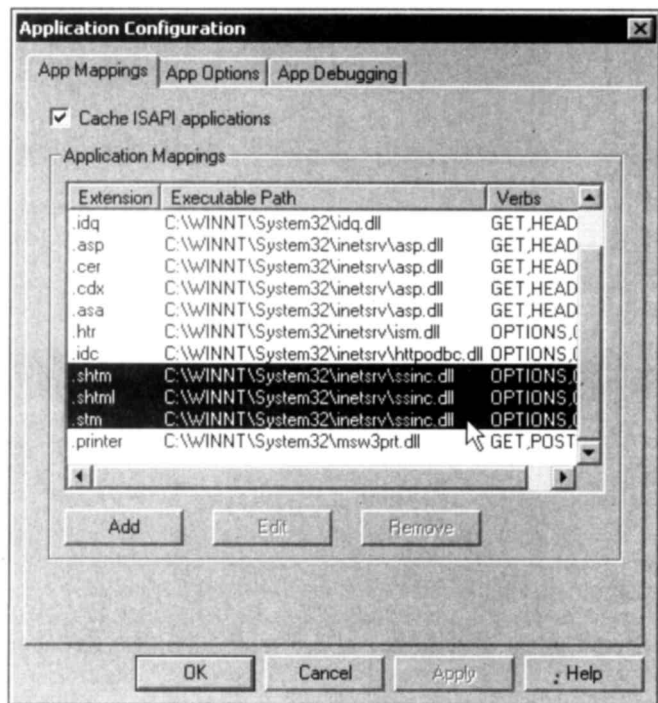 Application Configuration
App Mappings App Options App Debugging
Cache ISAPI applications
Application Mappings
Extension Executable Path Verbs
.idq C:\WINNT\System32\idq.dll GET,HEAD
.asp C:\WINNT\System32\inetsrv\asp.dll GET,HEAD
.cer C:\WINNT\System32\inetsrv\asp.dll GET,HEAD
.cdx C:\WINNT\System32\inetsrv\asp.dll GET,HEAD
.asa C:\WINNT\System32\inetsrv\asp.dll GET,HEAD
.htr C:\WINNT\System32\inetsrv\ism.dll OPTIONS,
.idc C:\WINNT\System32\inetsrv\httpodbc.dll OPTIONS,
.shtm C:\WINNT\System32\inetsrv\ssinc.dll OPTIONS,
.shtml C:\WINNT\System32\inetsrv\ssinc.dll OPTIONS,
.stm C:\WINNT\System32\inetsrv\ssinc.dll OPTIONS,
.printer C:\WINNT\System32\msw3prt.dll GET,POST
Add Edit Remove
OK Cancel Apply Help